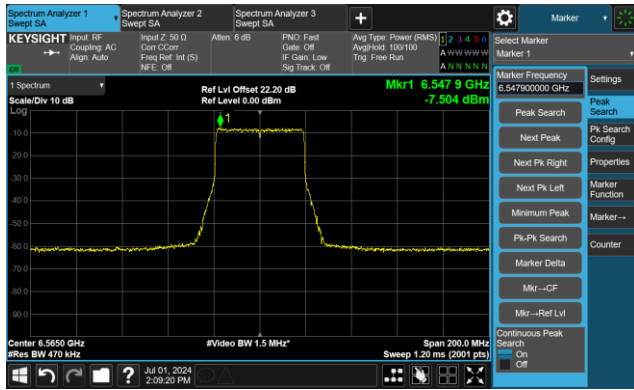 Spectrum Analyzer 1
Swept SA
Spectrum Analyzer 2
Swept SA
Spectrum Analyzer 3
Swept SA
+
Marker
KEYSIGHT
Input: RF
Coupling: AC
Align: Auto
Input Z: 50 Ω
Corr CCorr
Freq Ref: Int (S)
NFE: Off
Atten: 6 dB
PNO: Fast
Gate: Off
IF Gain: Low
Sig Track: Off
Avg Type: Power (RMS)
Avg|Hold: 100/100
Trig: Free Run
1 2 3 4 5 6
A W W W W W
A N N N N N
Select Marker
Marker 1
1 Spectrum
Scale/Div 10 dB
Log
Ref Lvl Offset 22.20 dB
Ref Level 0.00 dBm
Mkr1 6.547 9 GHz
-7.504 dBm
1
-10.0
-20.0
-30.0
-40.0
-50.0
-60.0
-70.0
-80.0
-90.0
Center 6.5650 GHz
#Res BW 470 kHz
#Video BW 1.5 MHz*
Span 200.0 MHz
Sweep 1.20 ms (2001 pts)
Marker Frequency
6.547900000 GHz
Peak Search
Next Peak
Next Pk Right
Next Pk Left
Minimum Peak
Pk-Pk Search
Marker Delta
Mkr→CF
Mkr→Ref Lvl
Continuous Peak
Search
On
Off
Settings
Peak
Search
Pk Search
Config
Properties
Marker
Function
Marker→
Counter
?
Jul 01, 2024
2:09:20 PM